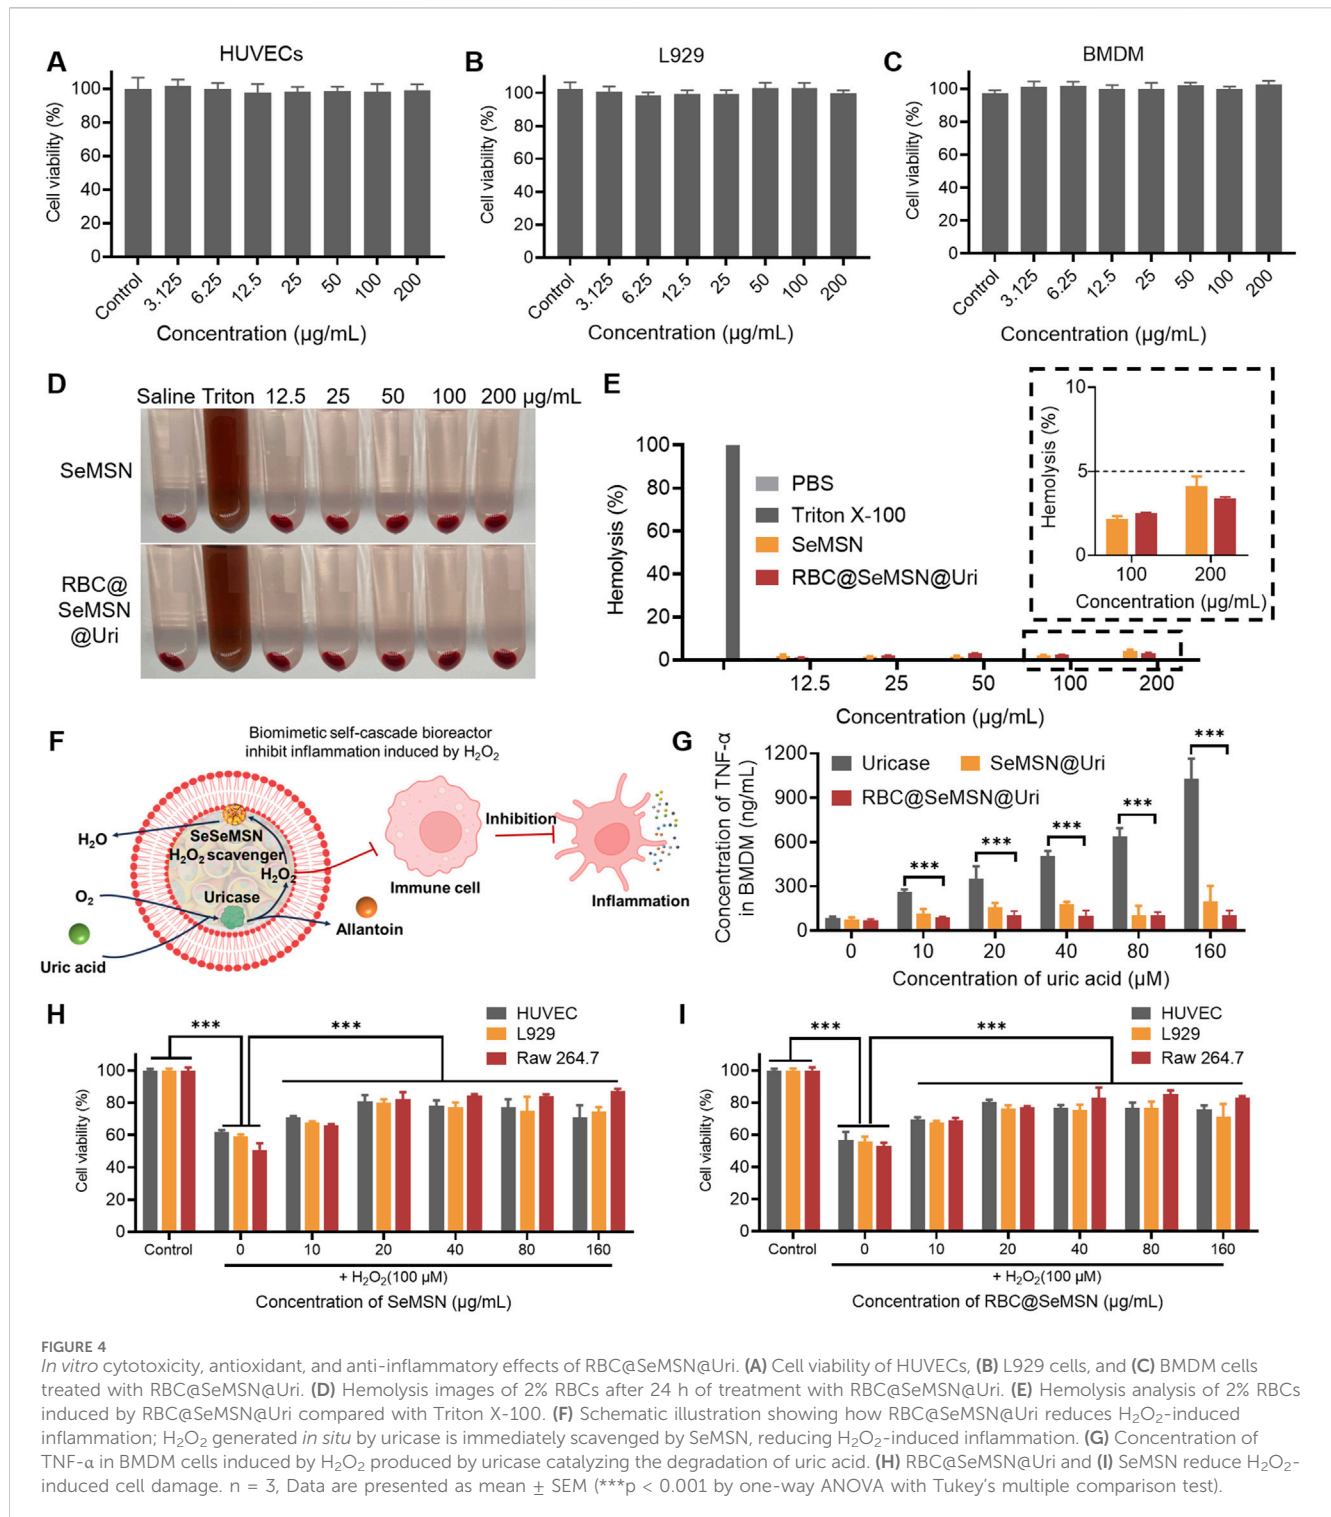 A
HUVECs
Cell viability (%)
100
80
60
40
20
0
Control
3.125
6.25
12.5
25
50
100
200
Concentration (µg/mL)
B
L929
Cell viability (%)
100
80
60
40
20
0
Control
3.125
6.25
12.5
25
50
100
200
Concentration (µg/mL)
C
BMDM
Cell viability (%)
100
80
60
40
20
0
Control
3.125
6.25
12.5
25
50
100
200
Concentration (µg/mL)
D
Saline Triton 12.5 25 50 100 200 µg/mL
SeMSN
RBC@
SeMSN
@Uri
E
Hemolysis (%)
100
80
60
40
20
0
PBS
Triton X-100
SeMSN
RBC@SeMSN@Uri
12.5
25
50
100
200
Concentration (µg/mL)
Hemolysis (%)
10
5
0
100
200
Concentration (µg/mL)
F
Biomimetic self-cascade bioreactor
inhibit inflammation induced by H₂O₂
H₂O
SeSeMSN
H₂O₂ scavenger
H₂O₂
O₂
Uricase
Uric acid
Allantoin
Immune cell
Inhibition
Inflammation
G
Concentration of TNF-α
in BMDM (ng/mL)
1200
900
600
300
0
Uricase
SeMSN@Uri
RBC@SeMSN@Uri
***
***
***
***
***
0
10
20
40
80
160
Concentration of uric acid (µM)
H
Cell viability (%)
100
80
60
40
20
0
***
***
HUVEC
L929
Raw 264.7
Control
0
10
20
40
80
160
+ H₂O₂(100 µM)
Concentration of SeMSN (µg/mL)
I
Cell viability (%)
100
80
60
40
20
0
***
***
HUVEC
L929
Raw 264.7
Control
0
10
20
40
80
160
+ H₂O₂(100 µM)
Concentration of RBC@SeMSN (µg/mL)
FIGURE 4
In vitro cytotoxicity, antioxidant, and anti-inflammatory effects of RBC@SeMSN@Uri. (A) Cell viability of HUVECs, (B) L929 cells, and (C) BMDM cells
treated with RBC@SeMSN@Uri. (D) Hemolysis images of 2% RBCs after 24 h of treatment with RBC@SeMSN@Uri. (E) Hemolysis analysis of 2% RBCs
induced by RBC@SeMSN@Uri compared with Triton X-100. (F) Schematic illustration showing how RBC@SeMSN@Uri reduces H₂O₂-induced
inflammation; H₂O₂ generated in situ by uricase is immediately scavenged by SeMSN, reducing H₂O₂-induced inflammation. (G) Concentration of
TNF-α in BMDM cells induced by H₂O₂ produced by uricase catalyzing the degradation of uric acid. (H) RBC@SeMSN@Uri and (I) SeMSN reduce H₂O₂-
induced cell damage. n = 3, Data are presented as mean ± SEM (***p < 0.001 by one-way ANOVA with Tukey's multiple comparison test).